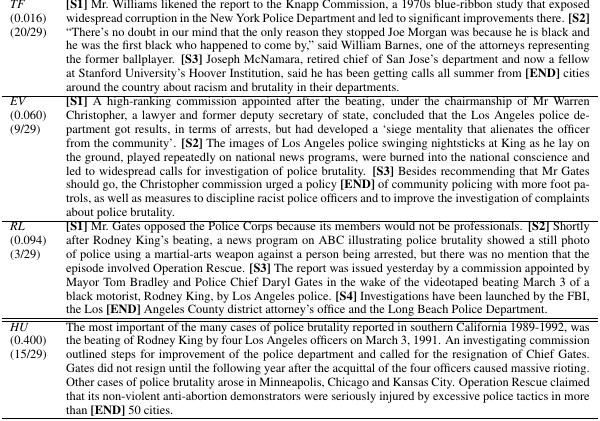 TF [S1] Mr. Williams likened the report to the Knapp Commission, a 1970s blue-ribbon study that exposed
(0.016) widespread corruption in the New York Police Department and led to significant improvements there. [S2]
(20/29) “There’s no doubt in our mind that the only reason they stopped Joe Morgan was because he is black and
he was the first black who happened to come by,” said William Barnes, one of the attorneys representing
the former ballplayer. [S3] Joseph McNamara, retired chief of San Jose’s department and now a fellow
at Stanford University’s Hoover Institution, said he has been getting calls all summer from [END] cities
around the country about racism and brutality in their departments.
EV [S1] A high-ranking commission appointed after the beating, under the chairmanship of Mr Warren
(0.060) Christopher, a lawyer and former deputy secretary of state, concluded that the Los Angeles police de-
(9/29) partment got results, in terms of arrests, but had developed a ‘siege mentality that alienates the officer
from the community’. [S2] The images of Los Angeles police swinging nightsticks at King as he lay on
the ground, played repeatedly on national news programs, were burned into the national conscience and
led to widespread calls for investigation of police brutality. [S3] Besides recommending that Mr Gates
should go, the Christopher commission urged a policy [END] of community policing with more foot pa-
trols, as well as measures to discipline racist police officers and to improve the investigation of complaints
about police brutality.
RL [S1] Mr. Gates opposed the Police Corps because its members would not be professionals. [S2] Shortly
(0.094) after Rodney King’s beating, a news program on ABC illustrating police brutality showed a still photo
(3/29) of police using a martial-arts weapon against a person being arrested, but there was no mention that the
episode involved Operation Rescue. [S3] The report was issued yesterday by a commission appointed by
Mayor Tom Bradley and Police Chief Daryl Gates in the wake of the videotaped beating March 3 of a
black motorist, Rodney King, by Los Angeles police. [S4] Investigations have been launched by the FBI,
the Los [END] Angeles County district attorney’s office and the Long Beach Police Department.
HU The most important of the many cases of police brutality reported in southern California 1989-1992, was
(0.400) the beating of Rodney King by four Los Angeles officers on March 3, 1991. An investigating commission
(15/29) outlined steps for improvement of the police department and called for the resignation of Chief Gates.
Gates did not resign until the following year after the acquittal of the four officers caused massive rioting.
Other cases of police brutality arose in Minneapolis, Chicago and Kansas City. Operation Rescue claimed
that its non-violent anti-abortion demonstrators were seriously injured by excessive police tactics in more
than [END] 50 cities.